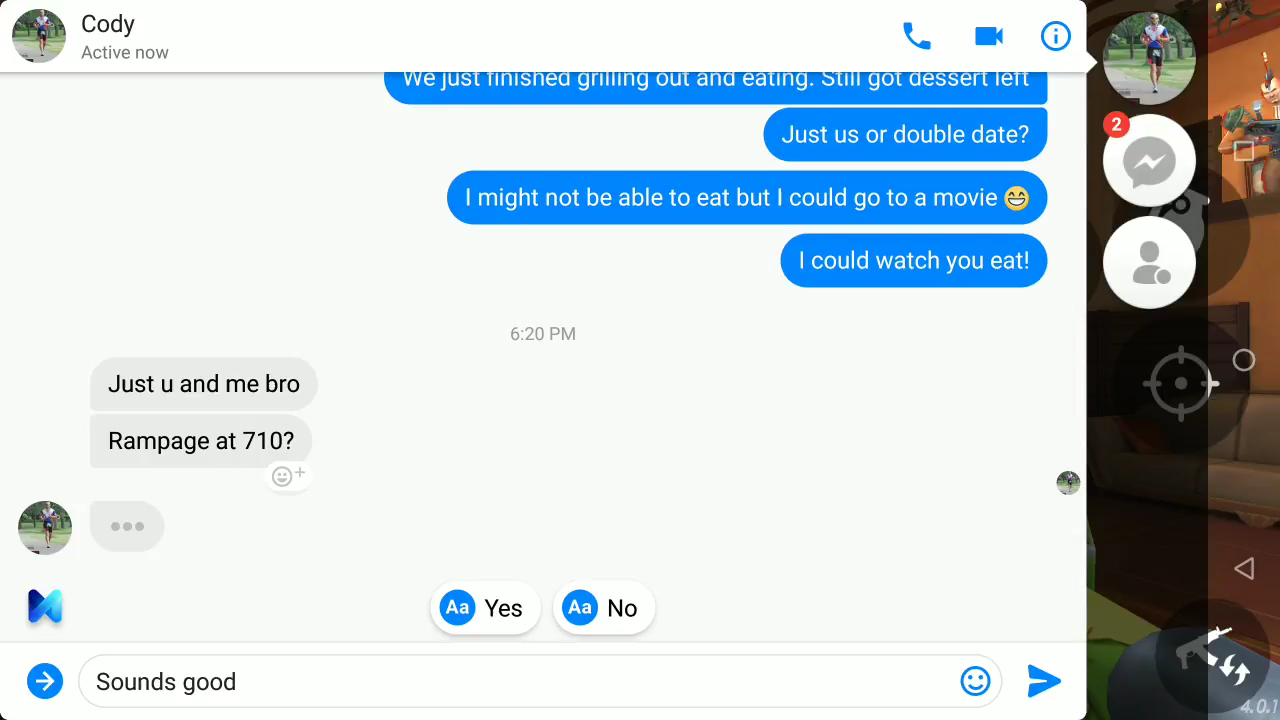 Cody
Active now
We just finished grilling out and eating. Still got dessert left
Just us or double date?
I might not be able to eat but I could go to a movie 😁
I could watch you eat!
6:20 PM
Just u and me bro
Rampage at 710?
2
Aa Yes
Aa No
Sounds good
4.0.1